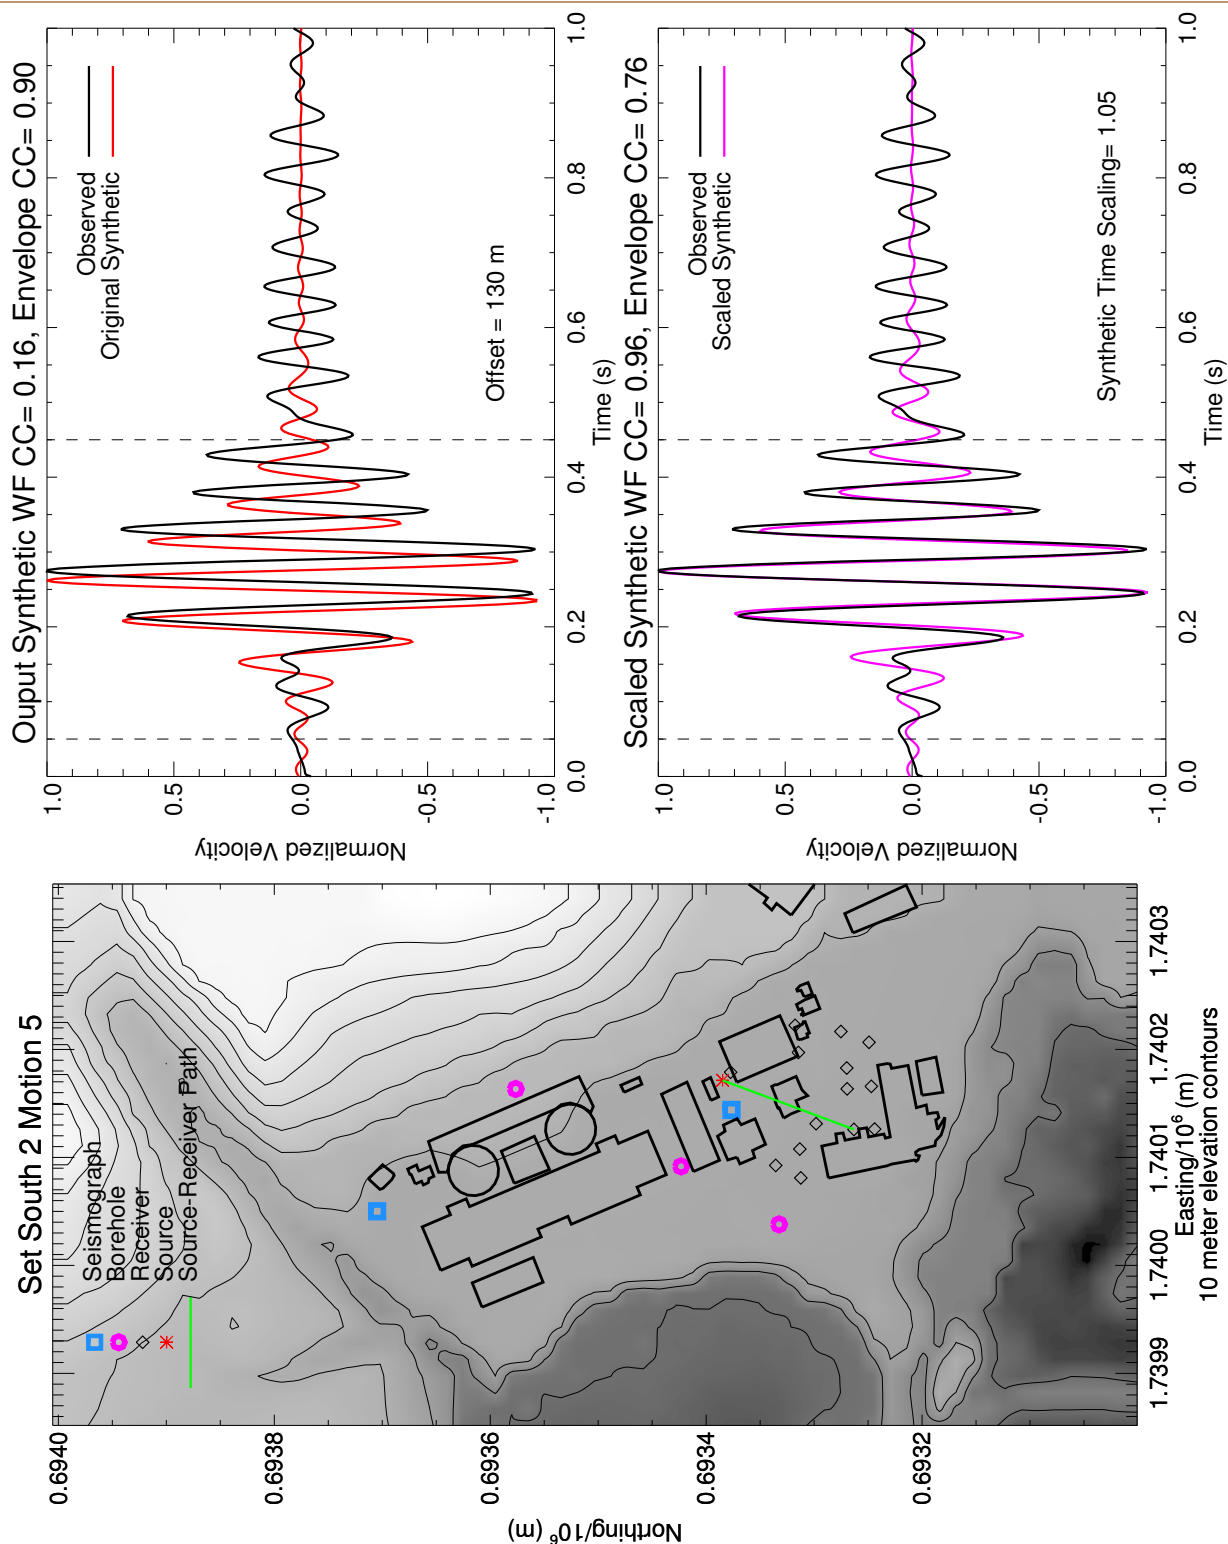 Set South 2 Motion 5
Seismograph
Borehole
Receiver
Source
Source-Receiver Path
0.6940
0.6938
0.6936
0.6934
0.6932
Northing/10⁶ (m)
1.7399
1.7400
1.7401
1.7402
1.7403
Easting/10⁶ (m)
10 meter elevation contours
Ouput Synthetic WF CC= 0.16, Envelope CC= 0.90
Observed
Original Synthetic
Offset = 130 m
1.0
0.5
0.0
-0.5
-1.0
Normalized Velocity
0.0
0.2
0.4
0.6
0.8
1.0
Time (s)
Scaled Synthetic WF CC= 0.96, Envelope CC= 0.76
Observed
Scaled Synthetic
Synthetic Time Scaling= 1.05
1.0
0.5
0.0
-0.5
-1.0
Normalized Velocity
0.0
0.2
0.4
0.6
0.8
1.0
Time (s)